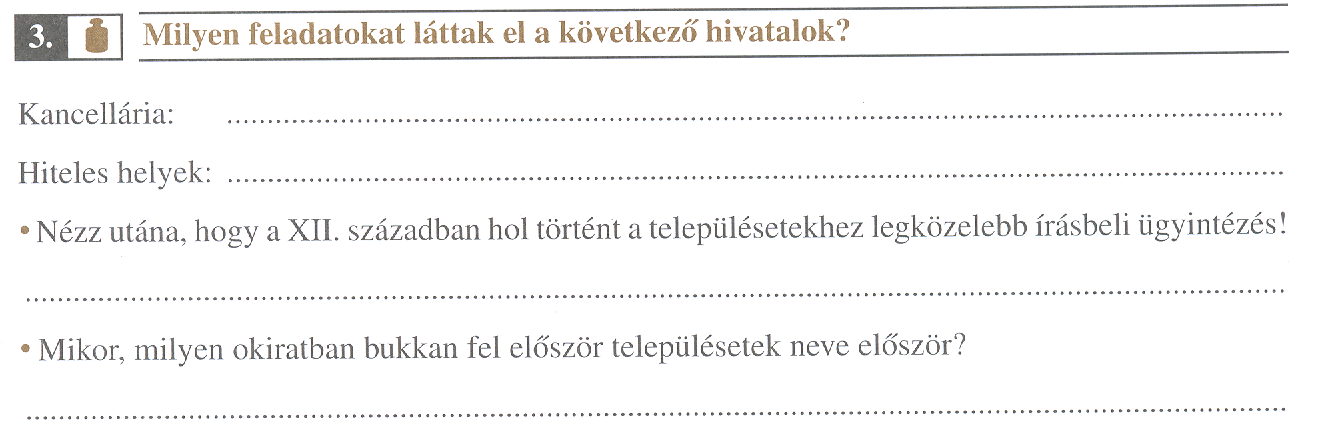 3. Milyen feladatokat láttak el a következő hivatalok?
Kancellária: ........................................................................
Hiteles helyek: ........................................................................
• Nézz utána, hogy a XII. században hol történt a településetekhez legközelebb írásbeli ügyintézés!
........................................................................
• Mikor, milyen okiratban bukkan fel először településetek neve először?
........................................................................